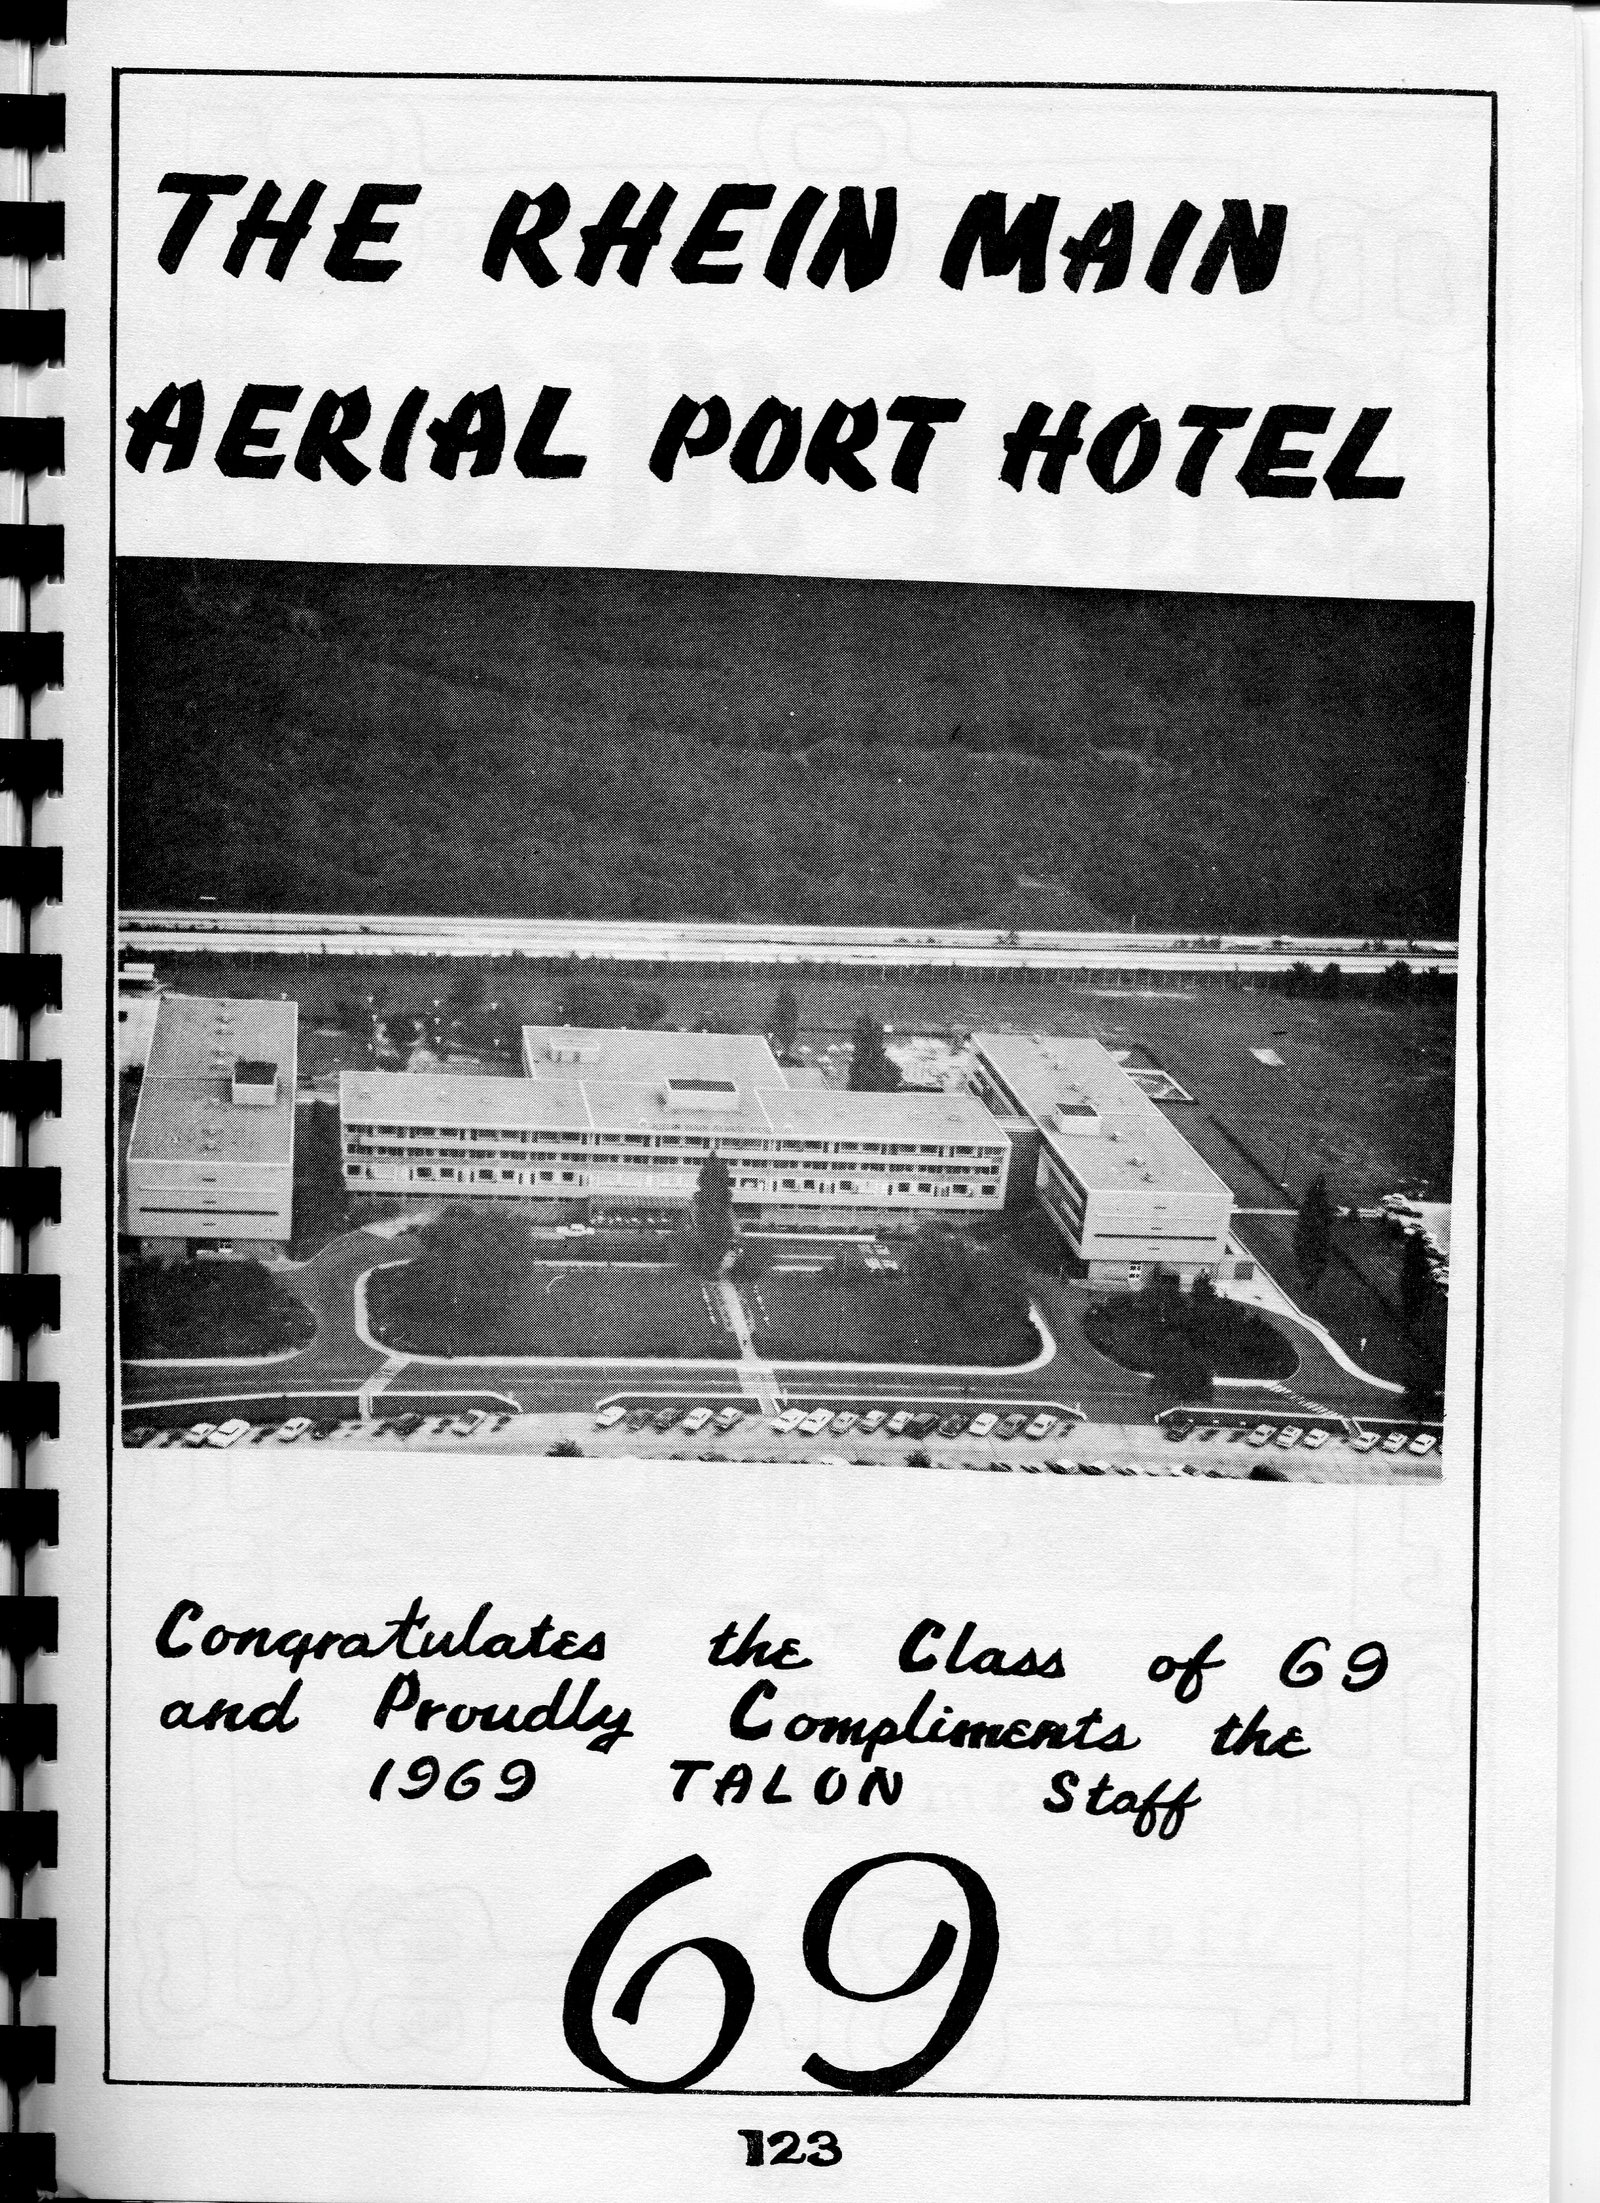 THE RHEIN MAIN
AERIAL PORT HOTEL
Congratulates the Class of 69
and Proudly Compliments the
1969 TALON Staff
69
123